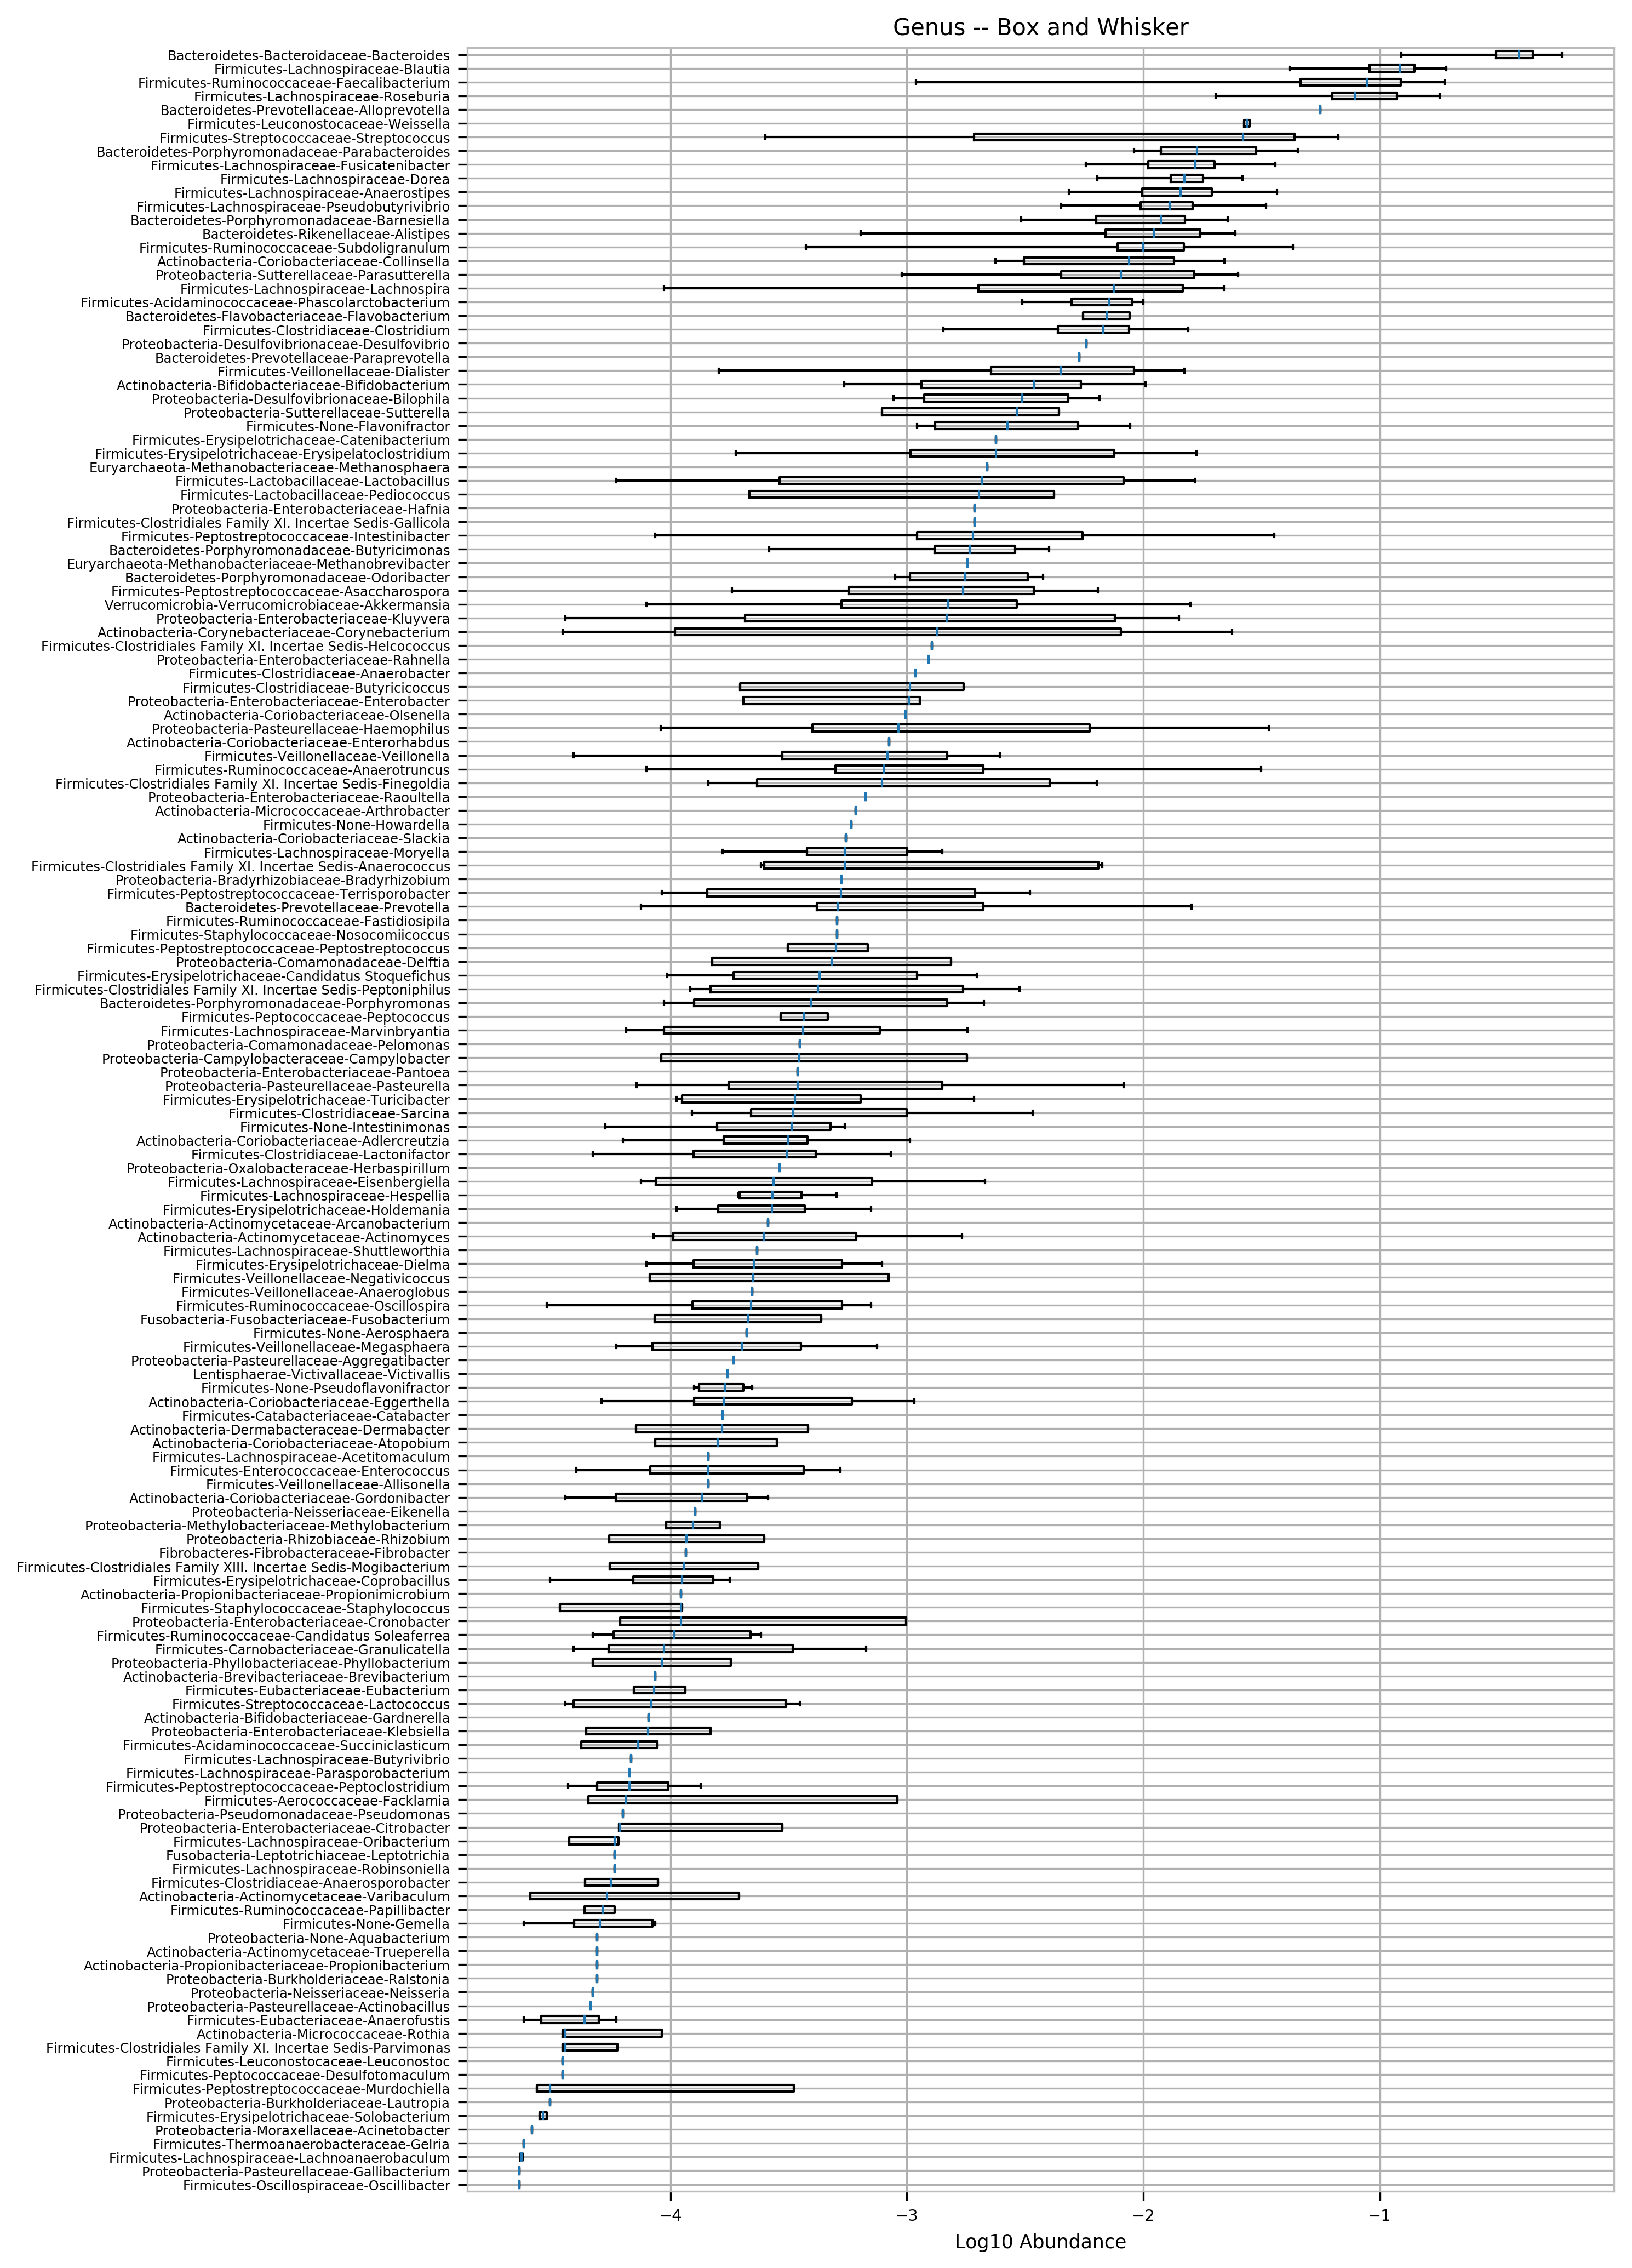 Genus -- Box and Whisker
Bacteroidetes-Bacteroidaceae-Bacteroides
Firmicutes-Lachnospiraceae-Blautia
Firmicutes-Ruminococcaceae-Faecalibacterium
Firmicutes-Lachnospiraceae-Roseburia
Bacteroidetes-Prevotellaceae-Alloprevotella
Firmicutes-Leuconostocaceae-Weissella
Firmicutes-Streptococcaceae-Streptococcus
Bacteroidetes-Porphyromonadaceae-Parabacteroides
Firmicutes-Lachnospiraceae-Fusicatenibacter
Firmicutes-Lachnospiraceae-Dorea
Firmicutes-Lachnospiraceae-Anaerostipes
Firmicutes-Lachnospiraceae-Pseudobutyrivibrio
Bacteroidetes-Porphyromonadaceae-Barnesiella
Bacteroidetes-Rikenellaceae-Alistipes
Firmicutes-Ruminococcaceae-Subdoligranulum
Actinobacteria-Coriobacteriaceae-Collinsella
Proteobacteria-Sutterellaceae-Parasutterella
Firmicutes-Lachnospiraceae-Lachnospira
Firmicutes-Acidaminococcaceae-Phascolarctobacterium
Bacteroidetes-Flavobacteriaceae-Flavobacterium
Firmicutes-Clostridiaceae-Clostridium
Proteobacteria-Desulfovibrionaceae-Desulfovibrio
Bacteroidetes-Prevotellaceae-Paraprevotella
Firmicutes-Veillonellaceae-Dialister
Actinobacteria-Bifidobacteriaceae-Bifidobacterium
Proteobacteria-Desulfovibrionaceae-Bilophila
Proteobacteria-Sutterellaceae-Sutterella
Firmicutes-None-Flavonifractor
Firmicutes-Erysipelotrichaceae-Catenibacterium
Firmicutes-Erysipelotrichaceae-Erysipelatoclostridium
Euryarchaeota-Methanobacteriaceae-Methanosphaera
Firmicutes-Lactobacillaceae-Lactobacillus
Firmicutes-Lactobacillaceae-Pediococcus
Proteobacteria-Enterobacteriaceae-Hafnia
Firmicutes-Clostridiales Family XI. Incertae Sedis-Gallicola
Firmicutes-Peptostreptococcaceae-Intestinibacter
Bacteroidetes-Porphyromonadaceae-Butyricimonas
Euryarchaeota-Methanobacteriaceae-Methanobrevibacter
Bacteroidetes-Porphyromonadaceae-Odoribacter
Firmicutes-Peptostreptococcaceae-Asaccharospora
Verrucomicrobia-Verrucomicrobiaceae-Akkermansia
Proteobacteria-Enterobacteriaceae-Kluyvera
Actinobacteria-Corynebacteriaceae-Corynebacterium
Firmicutes-Clostridiales Family XI. Incertae Sedis-Helcococcus
Proteobacteria-Enterobacteriaceae-Rahnella
Firmicutes-Clostridiaceae-Anaerobacter
Firmicutes-Clostridiaceae-Butyricicoccus
Proteobacteria-Enterobacteriaceae-Enterobacter
Actinobacteria-Coriobacteriaceae-Olsenella
Proteobacteria-Pasteurellaceae-Haemophilus
Actinobacteria-Coriobacteriaceae-Enterorhabdus
Firmicutes-Veillonellaceae-Veillonella
Firmicutes-Ruminococcaceae-Anaerotruncus
Firmicutes-Clostridiales Family XI. Incertae Sedis-Finegoldia
Proteobacteria-Enterobacteriaceae-Raoultella
Actinobacteria-Micrococcaceae-Arthrobacter
Firmicutes-None-Howardella
Actinobacteria-Coriobacteriaceae-Slackia
Firmicutes-Lachnospiraceae-Moryella
Firmicutes-Clostridiales Family XI. Incertae Sedis-Anaerococcus
Proteobacteria-Bradyrhizobiaceae-Bradyrhizobium
Firmicutes-Peptostreptococcaceae-Terrisporobacter
Bacteroidetes-Prevotellaceae-Prevotella
Firmicutes-Ruminococcaceae-Fastidiosipila
Firmicutes-Staphylococcaceae-Nosocomiicoccus
Firmicutes-Peptostreptococcaceae-Peptostreptococcus
Proteobacteria-Comamonadaceae-Delftia
Firmicutes-Erysipelotrichaceae-Candidatus Stoquefichus
Firmicutes-Clostridiales Family XI. Incertae Sedis-Peptoniphilus
Bacteroidetes-Porphyromonadaceae-Porphyromonas
Firmicutes-Peptococcaceae-Peptococcus
Firmicutes-Lachnospiraceae-Marvinbryantia
Proteobacteria-Comamonadaceae-Pelomonas
Proteobacteria-Campylobacteraceae-Campylobacter
Proteobacteria-Enterobacteriaceae-Pantoea
Proteobacteria-Pasteurellaceae-Pasteurella
Firmicutes-Erysipelotrichaceae-Turicibacter
Firmicutes-Clostridiaceae-Sarcina
Firmicutes-None-Intestinimonas
Actinobacteria-Coriobacteriaceae-Adlercreutzia
Firmicutes-Clostridiaceae-Lactonifactor
Proteobacteria-Oxalobacteraceae-Herbaspirillum
Firmicutes-Lachnospiraceae-Eisenbergiella
Firmicutes-Lachnospiraceae-Hespellia
Firmicutes-Erysipelotrichaceae-Holdemania
Actinobacteria-Actinomycetaceae-Arcanobacterium
Actinobacteria-Actinomycetaceae-Actinomyces
Firmicutes-Lachnospiraceae-Shuttleworthia
Firmicutes-Erysipelotrichaceae-Dielma
Firmicutes-Veillonellaceae-Negativicoccus
Firmicutes-Veillonellaceae-Anaeroglobus
Firmicutes-Ruminococcaceae-Oscillospira
Fusobacteria-Fusobacteriaceae-Fusobacterium
Firmicutes-None-Aerosphaera
Firmicutes-Veillonellaceae-Megasphaera
Proteobacteria-Pasteurellaceae-Aggregatibacter
Lentisphaerae-Victivallaceae-Victivallis
Firmicutes-None-Pseudoflavonifractor
Actinobacteria-Coriobacteriaceae-Eggerthella
Firmicutes-Catabacteriaceae-Catabacter
Actinobacteria-Dermabacteraceae-Dermabacter
Actinobacteria-Coriobacteriaceae-Atopobium
Firmicutes-Lachnospiraceae-Acetitomaculum
Firmicutes-Enterococcaceae-Enterococcus
Firmicutes-Veillonellaceae-Allisonella
Actinobacteria-Coriobacteriaceae-Gordonibacter
Proteobacteria-Neisseriaceae-Eikenella
Proteobacteria-Methylobacteriaceae-Methylobacterium
Proteobacteria-Rhizobiaceae-Rhizobium
Fibrobacteres-Fibrobacteraceae-Fibrobacter
Firmicutes-Clostridiales Family XIII. Incertae Sedis-Mogibacterium
Firmicutes-Erysipelotrichaceae-Coprobacillus
Actinobacteria-Propionibacteriaceae-Propionimicrobium
Firmicutes-Staphylococcaceae-Staphylococcus
Proteobacteria-Enterobacteriaceae-Cronobacter
Firmicutes-Ruminococcaceae-Candidatus Soleaferrea
Firmicutes-Carnobacteriaceae-Granulicatella
Proteobacteria-Phyllobacteriaceae-Phyllobacterium
Actinobacteria-Brevibacteriaceae-Brevibacterium
Firmicutes-Eubacteriaceae-Eubacterium
Firmicutes-Streptococcaceae-Lactococcus
Actinobacteria-Bifidobacteriaceae-Gardnerella
Proteobacteria-Enterobacteriaceae-Klebsiella
Firmicutes-Acidaminococcaceae-Succiniclasticum
Firmicutes-Lachnospiraceae-Butyrivibrio
Firmicutes-Lachnospiraceae-Parasporobacterium
Firmicutes-Peptostreptococcaceae-Peptoclostridium
Firmicutes-Aerococcaceae-Facklamia
Proteobacteria-Pseudomonadaceae-Pseudomonas
Proteobacteria-Enterobacteriaceae-Citrobacter
Firmicutes-Lachnospiraceae-Oribacterium
Fusobacteria-Leptotrichiaceae-Leptotrichia
Firmicutes-Lachnospiraceae-Robinsoniella
Firmicutes-Clostridiaceae-Anaerosporobacter
Actinobacteria-Actinomycetaceae-Varibaculum
Firmicutes-Ruminococcaceae-Papillibacter
Firmicutes-None-Gemella
Proteobacteria-None-Aquabacterium
Actinobacteria-Actinomycetaceae-Trueperella
Actinobacteria-Propionibacteriaceae-Propionibacterium
Proteobacteria-Burkholderiaceae-Ralstonia
Proteobacteria-Neisseriaceae-Neisseria
Proteobacteria-Pasteurellaceae-Actinobacillus
Firmicutes-Eubacteriaceae-Anaerofustis
Actinobacteria-Micrococcaceae-Rothia
Firmicutes-Clostridiales Family XI. Incertae Sedis-Parvimonas
Firmicutes-Leuconostocaceae-Leuconostoc
Firmicutes-Peptococcaceae-Desulfotomaculum
Firmicutes-Peptostreptococcaceae-Murdochiella
Proteobacteria-Burkholderiaceae-Lautropia
Firmicutes-Erysipelotrichaceae-Solobacterium
Proteobacteria-Moraxellaceae-Acinetobacter
Firmicutes-Thermoanaerobacteraceae-Gelria
Firmicutes-Lachnospiraceae-Lachnoanaerobaculum
Proteobacteria-Pasteurellaceae-Gallibacterium
Firmicutes-Oscillospiraceae-Oscillibacter
−4 −3 −2 −1
Log10 Abundance